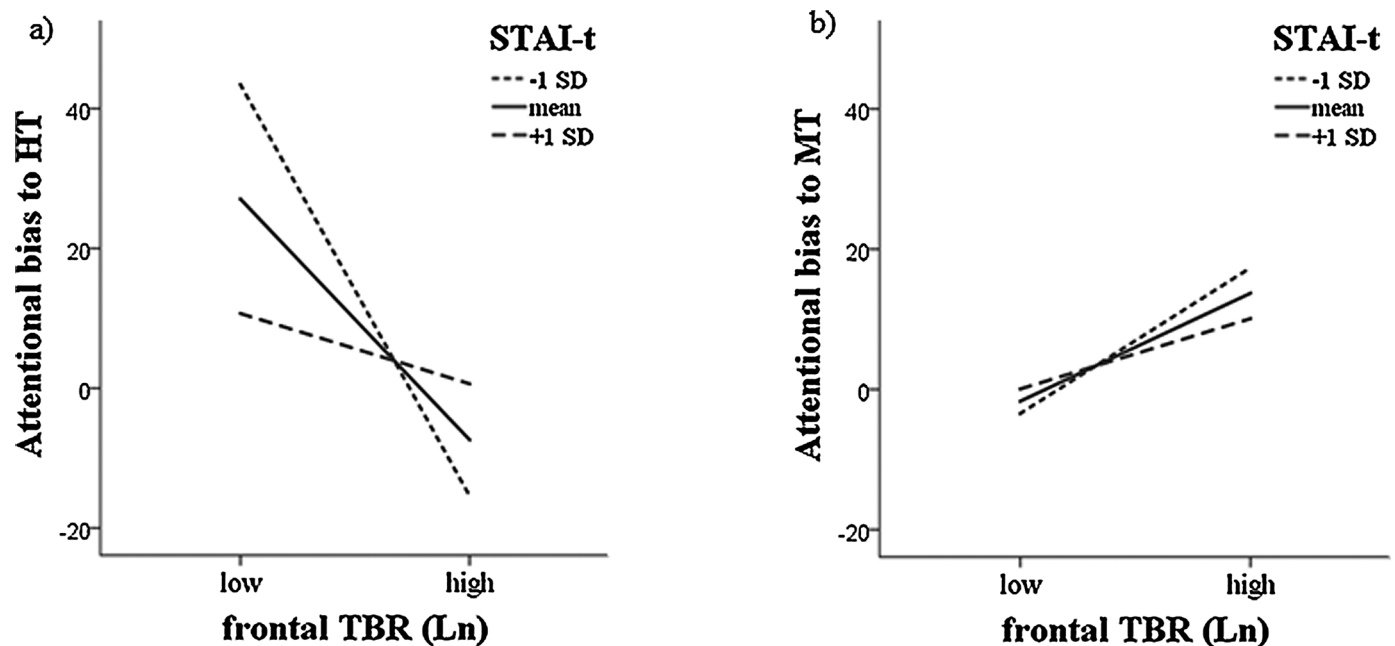 a)
STAI-t
-1 SD
mean
+1 SD
Attentional bias to HT
40
20
0
-20
low
high
frontal TBR (Ln)
b)
STAI-t
-1 SD
mean
+1 SD
Attentional bias to MT
40
20
0
-20
low
high
frontal TBR (Ln)